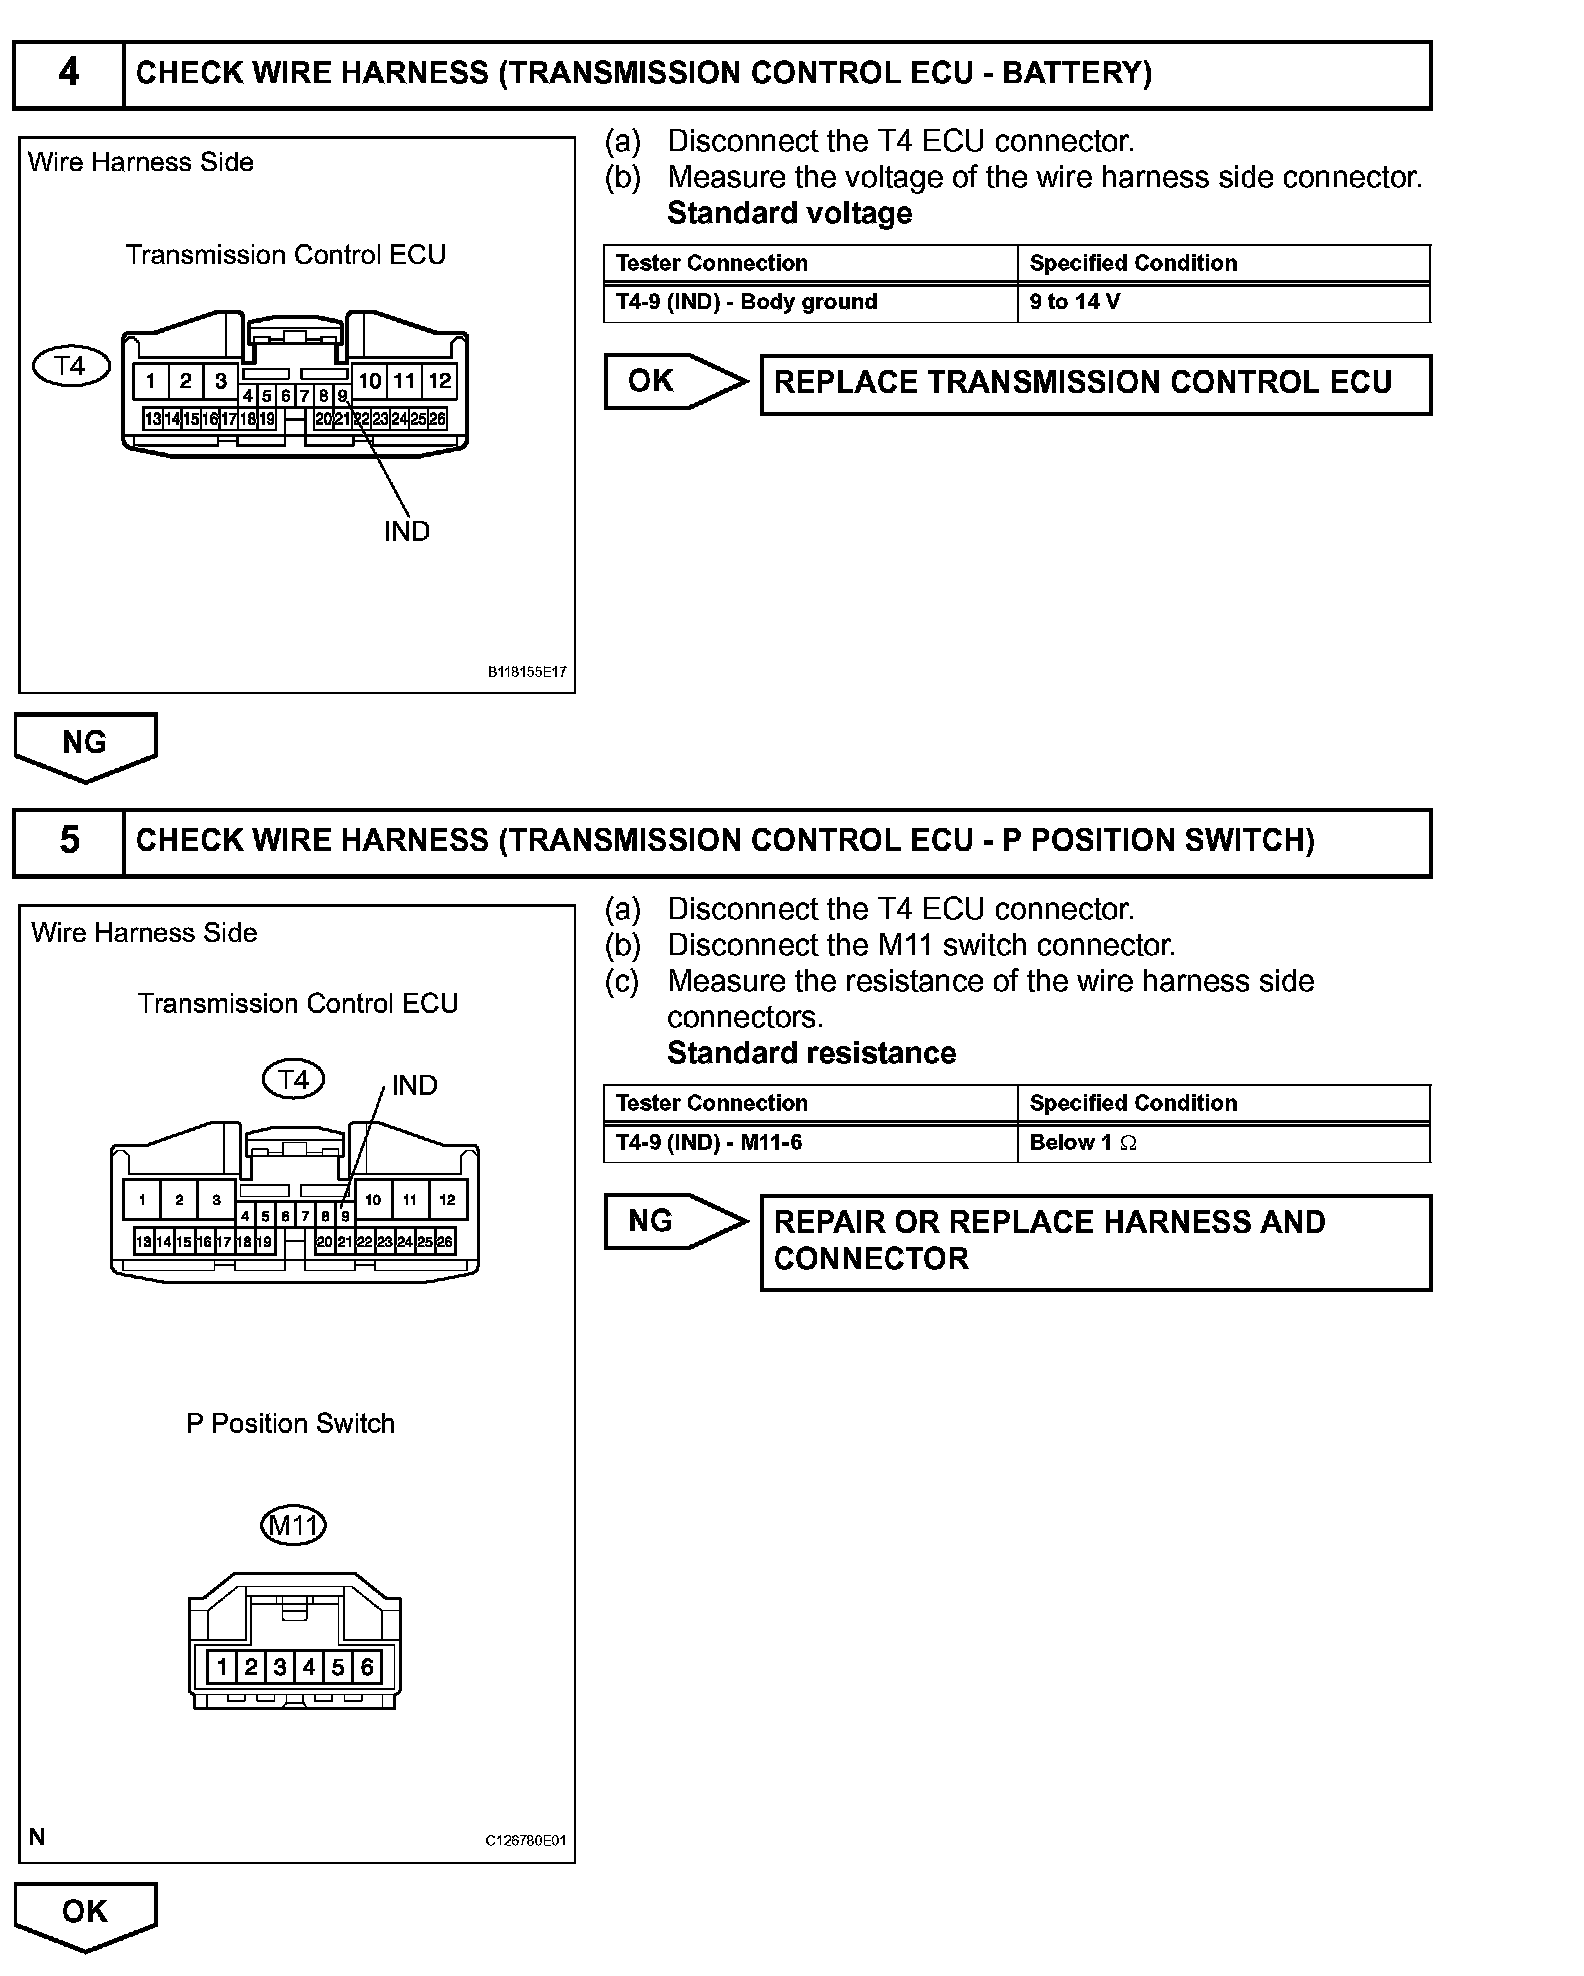 4 CHECK WIRE HARNESS (TRANSMISSION CONTROL ECU - BATTERY)
Wire Harness Side
Transmission Control ECU
T4
1 2 3 10 11 12
4 5 6 7 8 9
13 14 15 16 17 18 19 20 21 22 23 24 25 26
IND
B118155E17
(a) Disconnect the T4 ECU connector.
(b) Measure the voltage of the wire harness side connector.
Standard voltage
Tester Connection Specified Condition
T4-9 (IND) - Body ground 9 to 14 V
OK REPLACE TRANSMISSION CONTROL ECU
NG
5 CHECK WIRE HARNESS (TRANSMISSION CONTROL ECU - P POSITION SWITCH)
Wire Harness Side
Transmission Control ECU
T4 IND
1 2 3 10 11 12
4 5 6 7 8 9
13 14 15 16 17 18 19 20 21 22 23 24 25 26
P Position Switch
M11
1 2 3 4 5 6
N C126780E01
(a) Disconnect the T4 ECU connector.
(b) Disconnect the M11 switch connector.
(c) Measure the resistance of the wire harness side
connectors.
Standard resistance
Tester Connection Specified Condition
T4-9 (IND) - M11-6 Below 1 Ω
NG REPAIR OR REPLACE HARNESS AND
CONNECTOR
OK